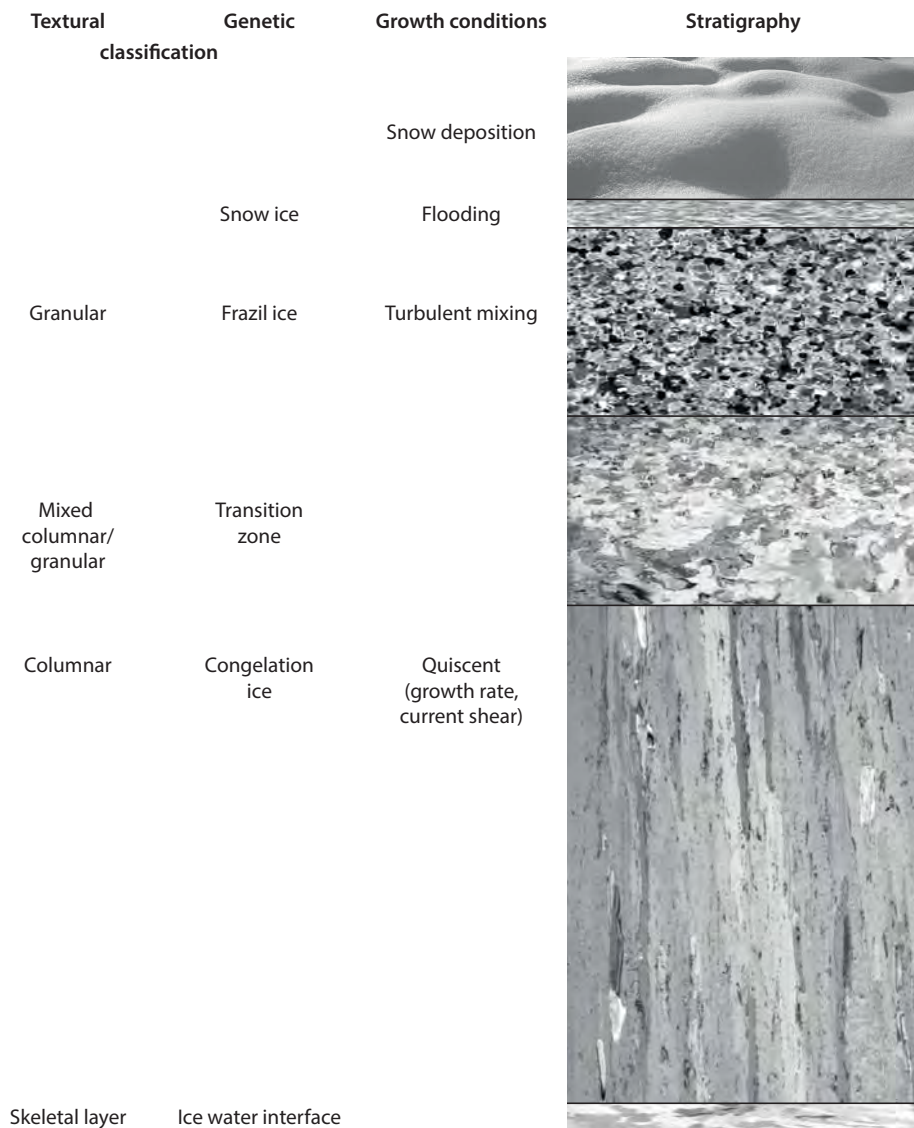 Textural Genetic Growth conditions Stratigraphy
classification
Snow deposition
Snow ice Flooding
Granular Frazil ice Turbulent mixing
Mixed Transition
columnar/ zone
granular
Columnar Congelation Quiscent
ice (growth rate,
current shear)
Skeletal layer Ice water interface